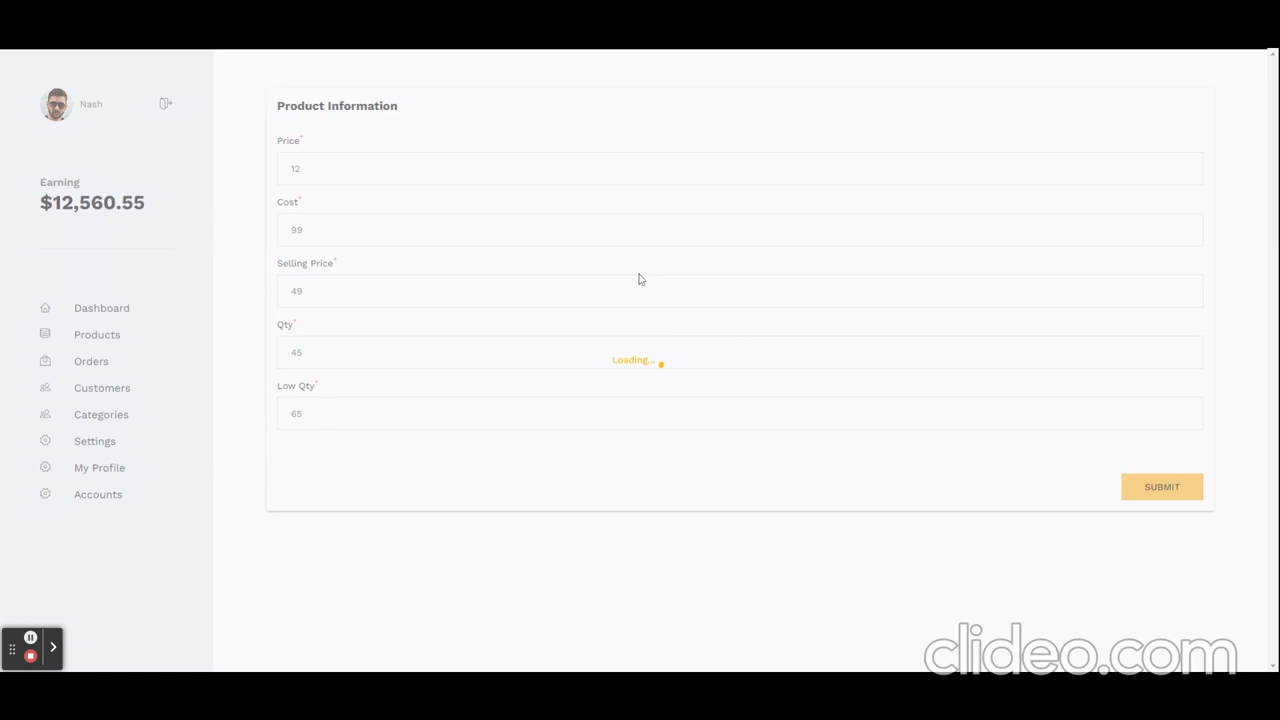 Nash
Earning
$12,560.55
Dashboard
Products
Orders
Customers
Categories
Settings
My Profile
Accounts
Product Information
Price*
12
Cost*
99
Selling Price*
49
Qty*
45
Loading...
Low Qty*
65
SUBMIT
clideo.com